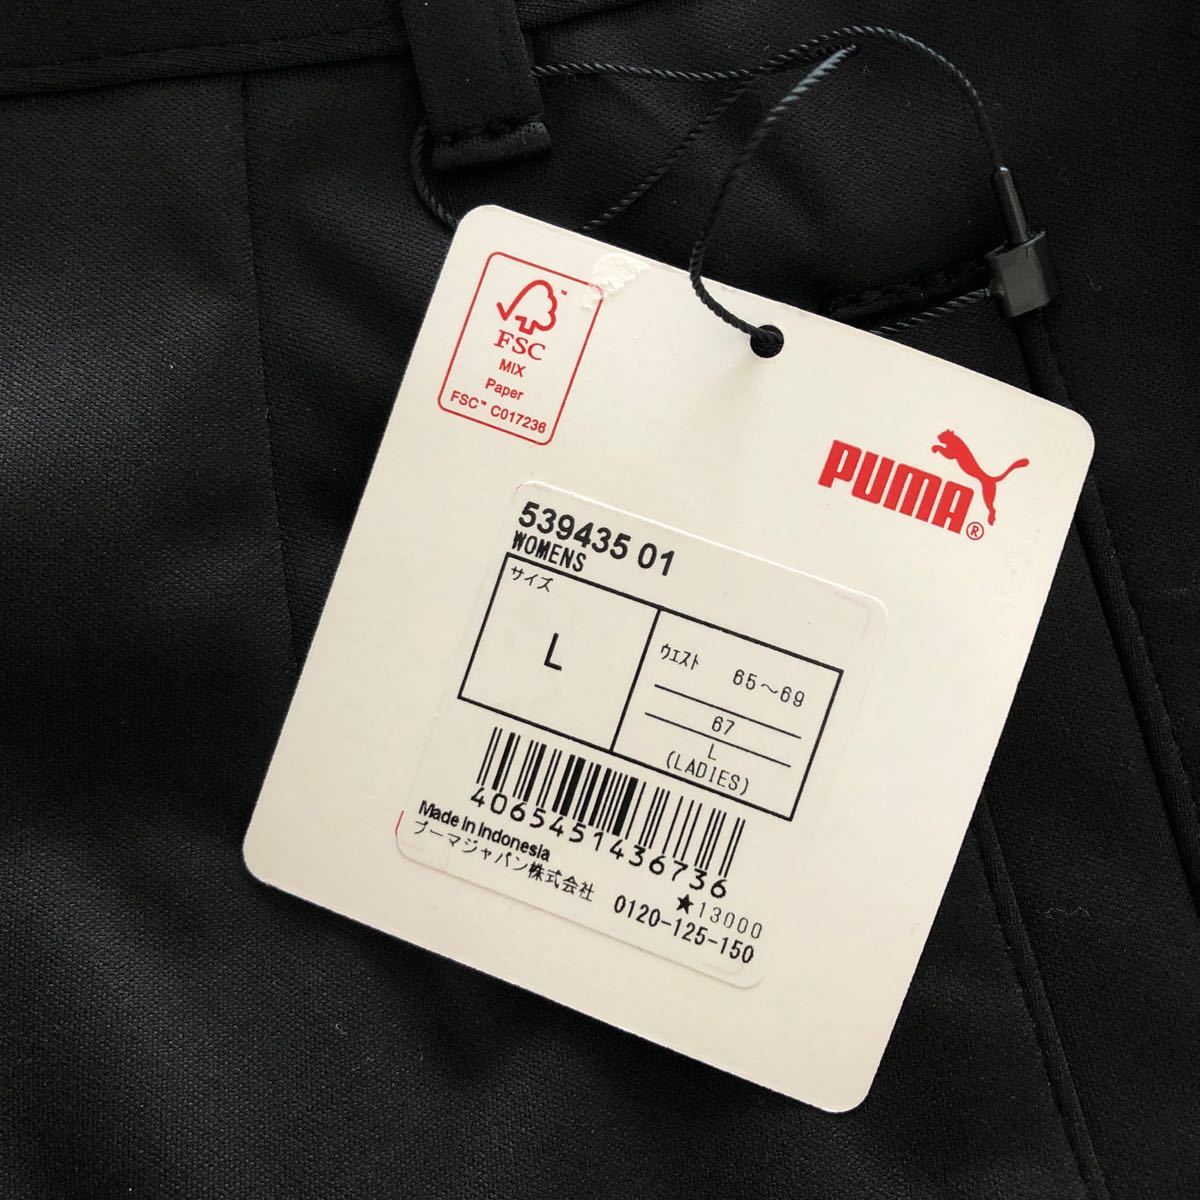 FSC
MIX
Paper
FSC™ C017236
PUMA®
539435 01
WOMENS
サイズ
L
ウエスト 65～69
67
L
(LADIES)
4065451436736
Made in Indonesia
★13000
プーマジャパン株式会社 0120-125-150